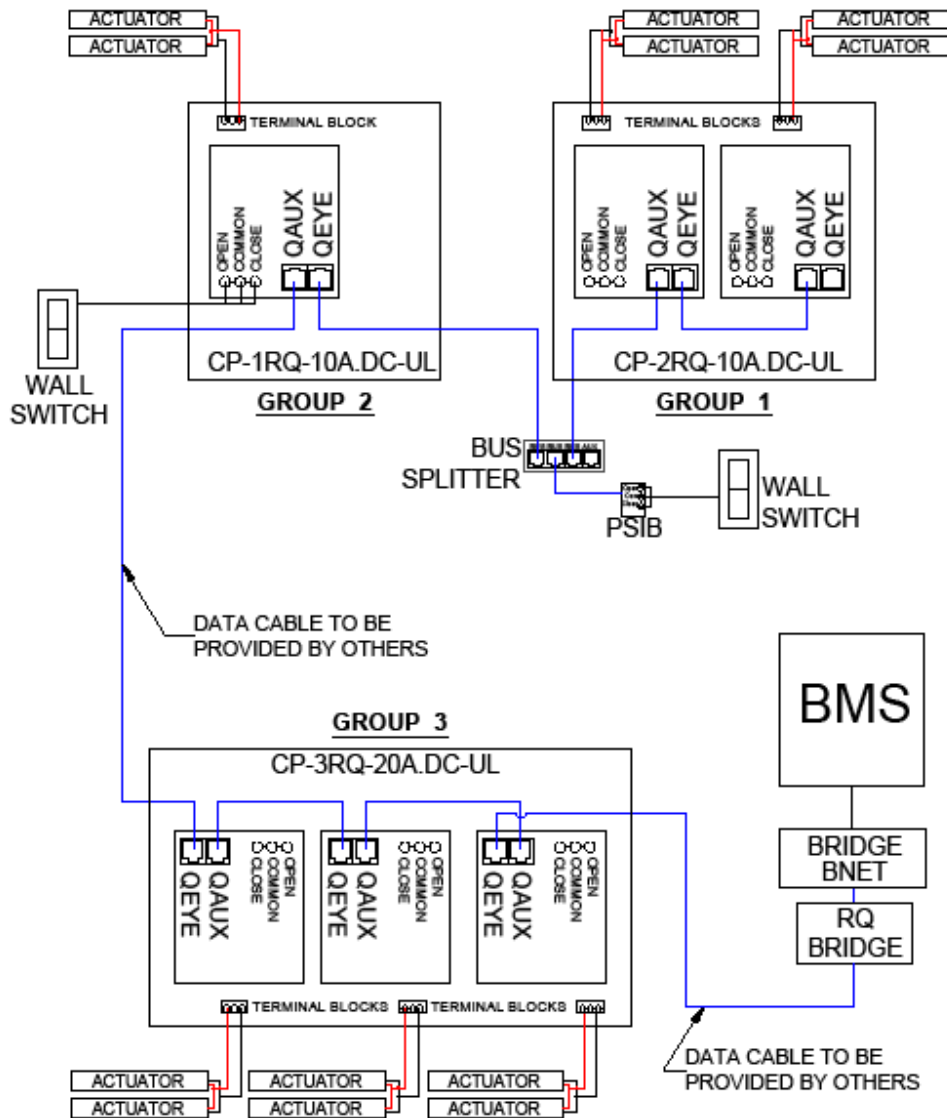 ACTUATOR
ACTUATOR
ACTUATOR
ACTUATOR
ACTUATOR
ACTUATOR
TERMINAL BLOCK
TERMINAL BLOCKS
OPEN
COMMON
CLOSE
QAUX
QEYE
OPEN
COMMON
CLOSE
QAUX
QEYE
OPEN
COMMON
CLOSE
QAUX
QEYE
WALL
SWITCH
CP-1RQ-10A.DC-UL
GROUP 2
CP-2RQ-10A.DC-UL
GROUP 1
BUS
SPLITTER
PSIB
WALL
SWITCH
DATA CABLE TO BE
PROVIDED BY OTHERS
BMS
BRIDGE
BNET
RQ
BRIDGE
GROUP 3
CP-3RQ-20A.DC-UL
QEYE
QAUX
CLOSE
COMMON
OPEN
QEYE
QAUX
CLOSE
COMMON
OPEN
QEYE
QAUX
CLOSE
COMMON
OPEN
TERMINAL BLOCKS
TERMINAL BLOCKS
DATA CABLE TO BE
PROVIDED BY OTHERS
ACTUATOR
ACTUATOR
ACTUATOR
ACTUATOR
ACTUATOR
ACTUATOR